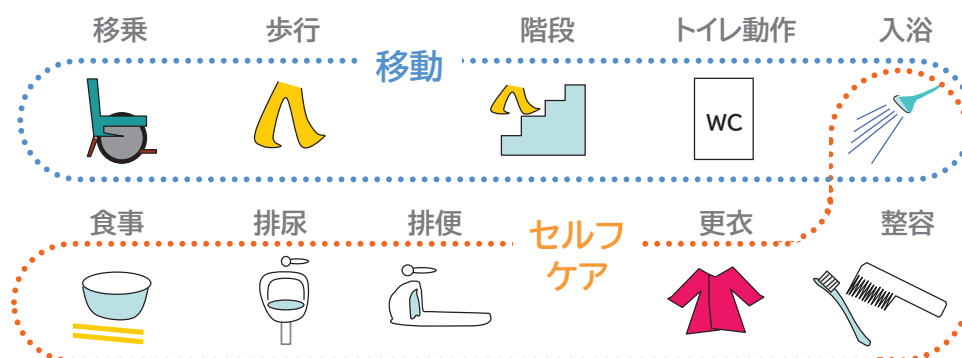 移乗 歩行 階段 トイレ動作 入浴
移動
WC
食事 排尿 排便 更衣 整容
セルフ
ケア